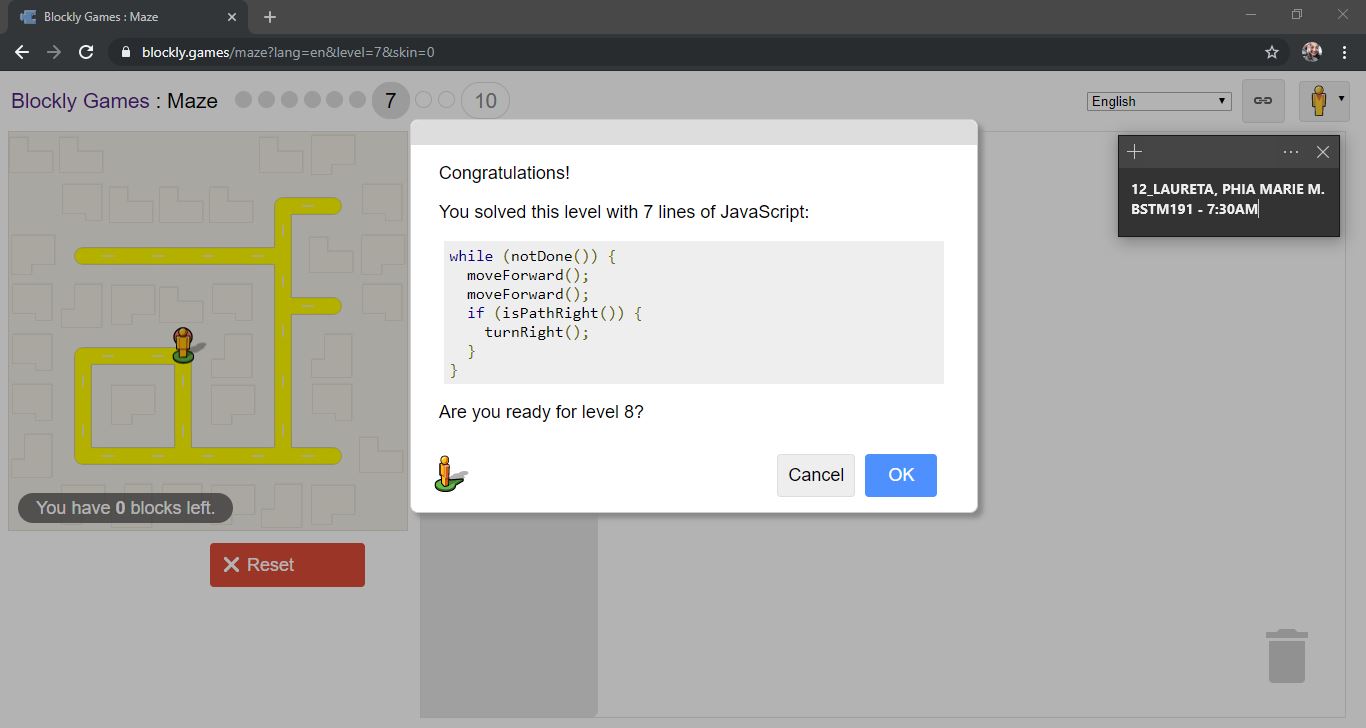 Blockly Games : Maze
blockly.games/maze?lang=en&level=7&skin=0
Blockly Games : Maze 7 10
English
12_LAURETA, PHIA MARIE M.
BSTM191 - 7:30AM
Congratulations!
You solved this level with 7 lines of JavaScript:
while (notDone()) {
  moveForward();
  moveForward();
  if (isPathRight()) {
    turnRight();
  }
}
Are you ready for level 8?
Cancel OK
You have 0 blocks left.
Reset